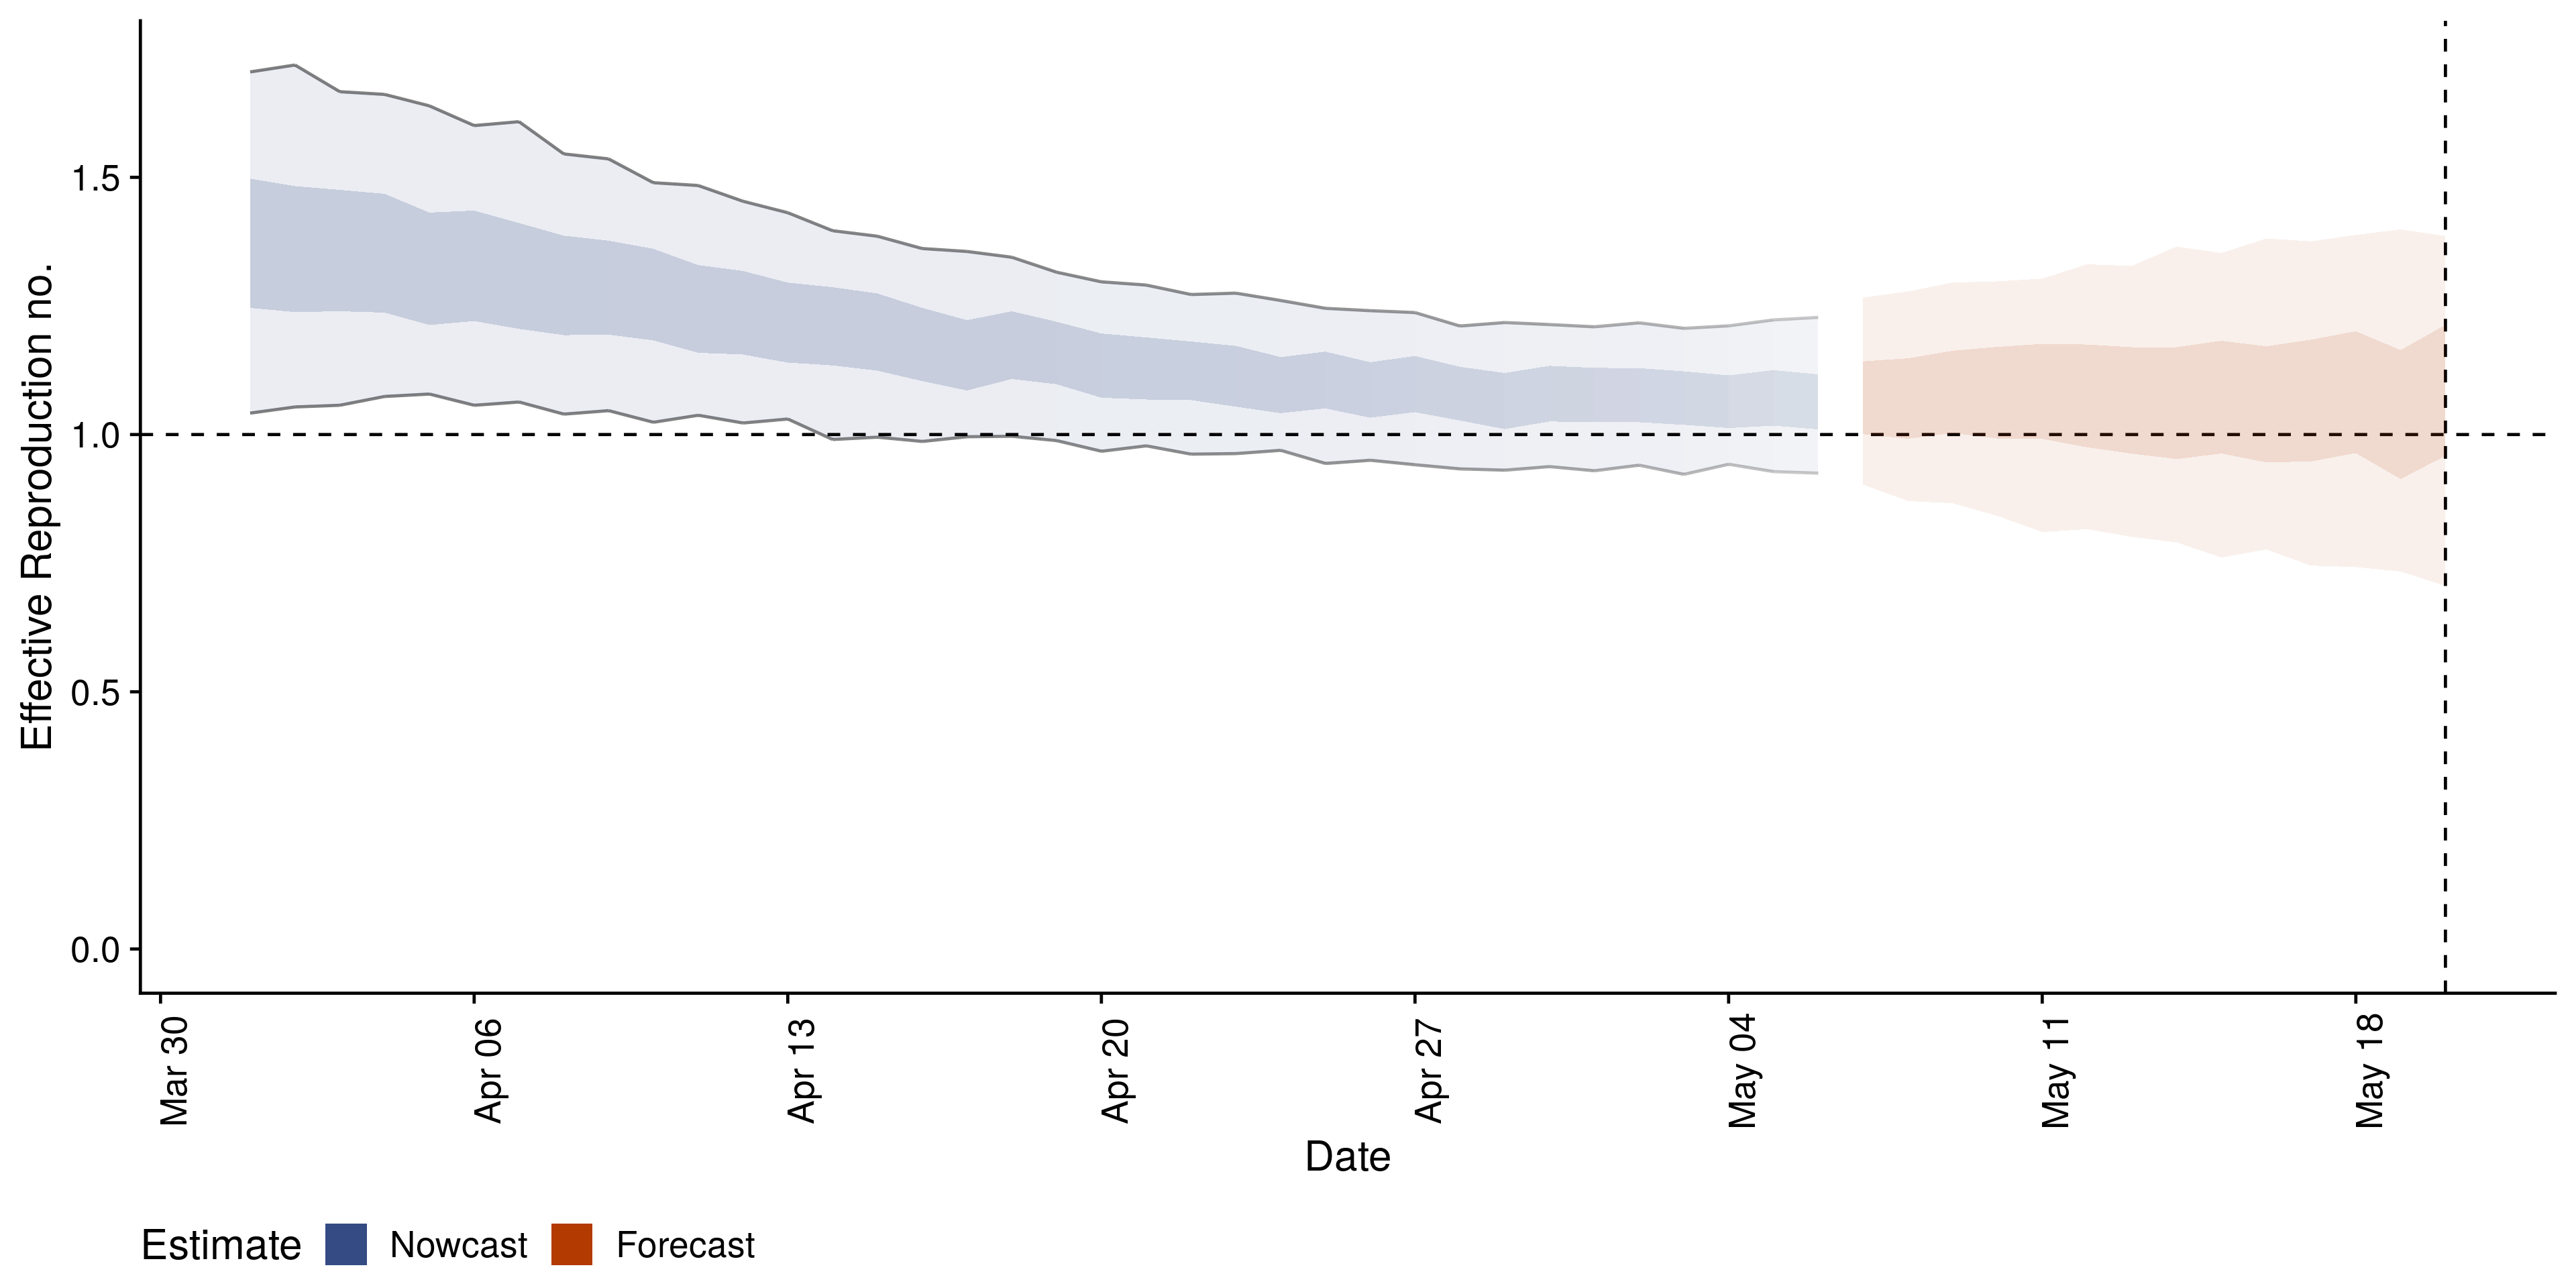 Effective Reproduction no.
1.5
1.0
0.5
0.0
Mar 30
Apr 06
Apr 13
Apr 20
Apr 27
May 04
May 11
May 18
Date
Estimate Nowcast Forecast